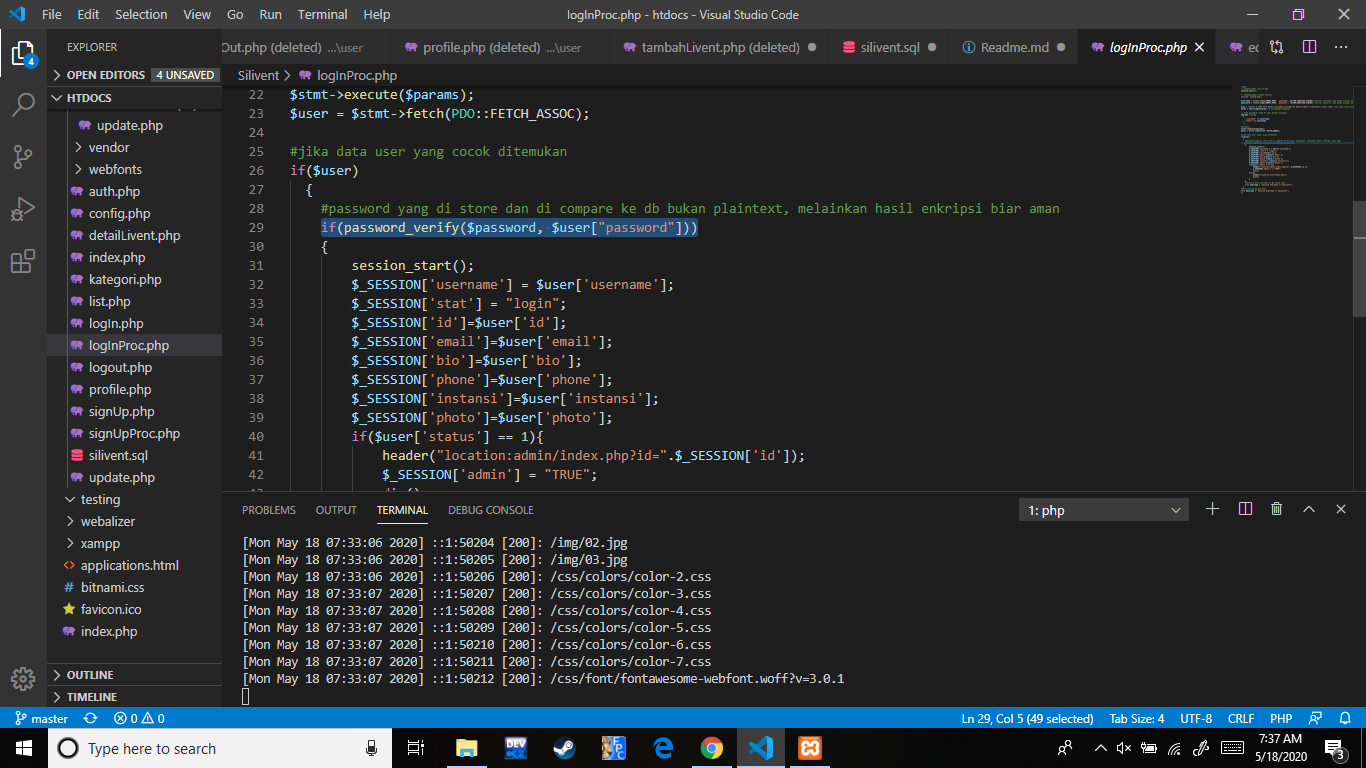 File Edit Selection View Go Run Terminal Help
logInProc.php - htdocs - Visual Studio Code
EXPLORER
4
OPEN EDITORS 4 UNSAVED
HTDOCS
update.php
vendor
webfonts
auth.php
config.php
detailLivent.php
index.php
kategori.php
list.php
logIn.php
logInProc.php
logout.php
profile.php
signUp.php
signUpProc.php
silivent.sql
update.php
testing
webalizer
xampp
applications.html
bitnami.css
favicon.ico
index.php
OUTLINE
TIMELINE
Out.php (deleted) ...\user
profile.php (deleted) ...\user
tambahLivent.php (deleted)
silivent.sql
Readme.md
logInProc.php
Silivent > logInProc.php
22 $stmt->execute($params);
23 $user = $stmt->fetch(PDO::FETCH_ASSOC);
24
25 #jika data user yang cocok ditemukan
26 if($user)
27 {
28 #password yang di store dan di compare ke db bukan plaintext, melainkan hasil enkripsi biar aman
29 if(password_verify($password, $user["password"]))
30 {
31 session_start();
32 $_SESSION['username'] = $user['username'];
33 $_SESSION['stat'] = "login";
34 $_SESSION['id']=$user['id'];
35 $_SESSION['email']=$user['email'];
36 $_SESSION['bio']=$user['bio'];
37 $_SESSION['phone']=$user['phone'];
38 $_SESSION['instansi']=$user['instansi'];
39 $_SESSION['photo']=$user['photo'];
40 if($user['status'] == 1){
41 header("location:admin/index.php?id=".$_SESSION['id']);
42 $_SESSION['admin'] = "TRUE";
PROBLEMS OUTPUT TERMINAL DEBUG CONSOLE
1: php
[Mon May 18 07:33:06 2020] ::1:50204 [200]: /img/02.jpg
[Mon May 18 07:33:06 2020] ::1:50205 [200]: /img/03.jpg
[Mon May 18 07:33:06 2020] ::1:50206 [200]: /css/colors/color-2.css
[Mon May 18 07:33:07 2020] ::1:50207 [200]: /css/colors/color-3.css
[Mon May 18 07:33:07 2020] ::1:50208 [200]: /css/colors/color-4.css
[Mon May 18 07:33:07 2020] ::1:50209 [200]: /css/colors/color-5.css
[Mon May 18 07:33:07 2020] ::1:50210 [200]: /css/colors/color-6.css
[Mon May 18 07:33:07 2020] ::1:50211 [200]: /css/colors/color-7.css
[Mon May 18 07:33:07 2020] ::1:50212 [200]: /css/font/fontawesome-webfont.woff?v=3.0.1
master 0 0
Ln 29, Col 5 (49 selected) Tab Size: 4 UTF-8 CRLF PHP
Type here to search
DEV
7:37 AM
5/18/2020
3